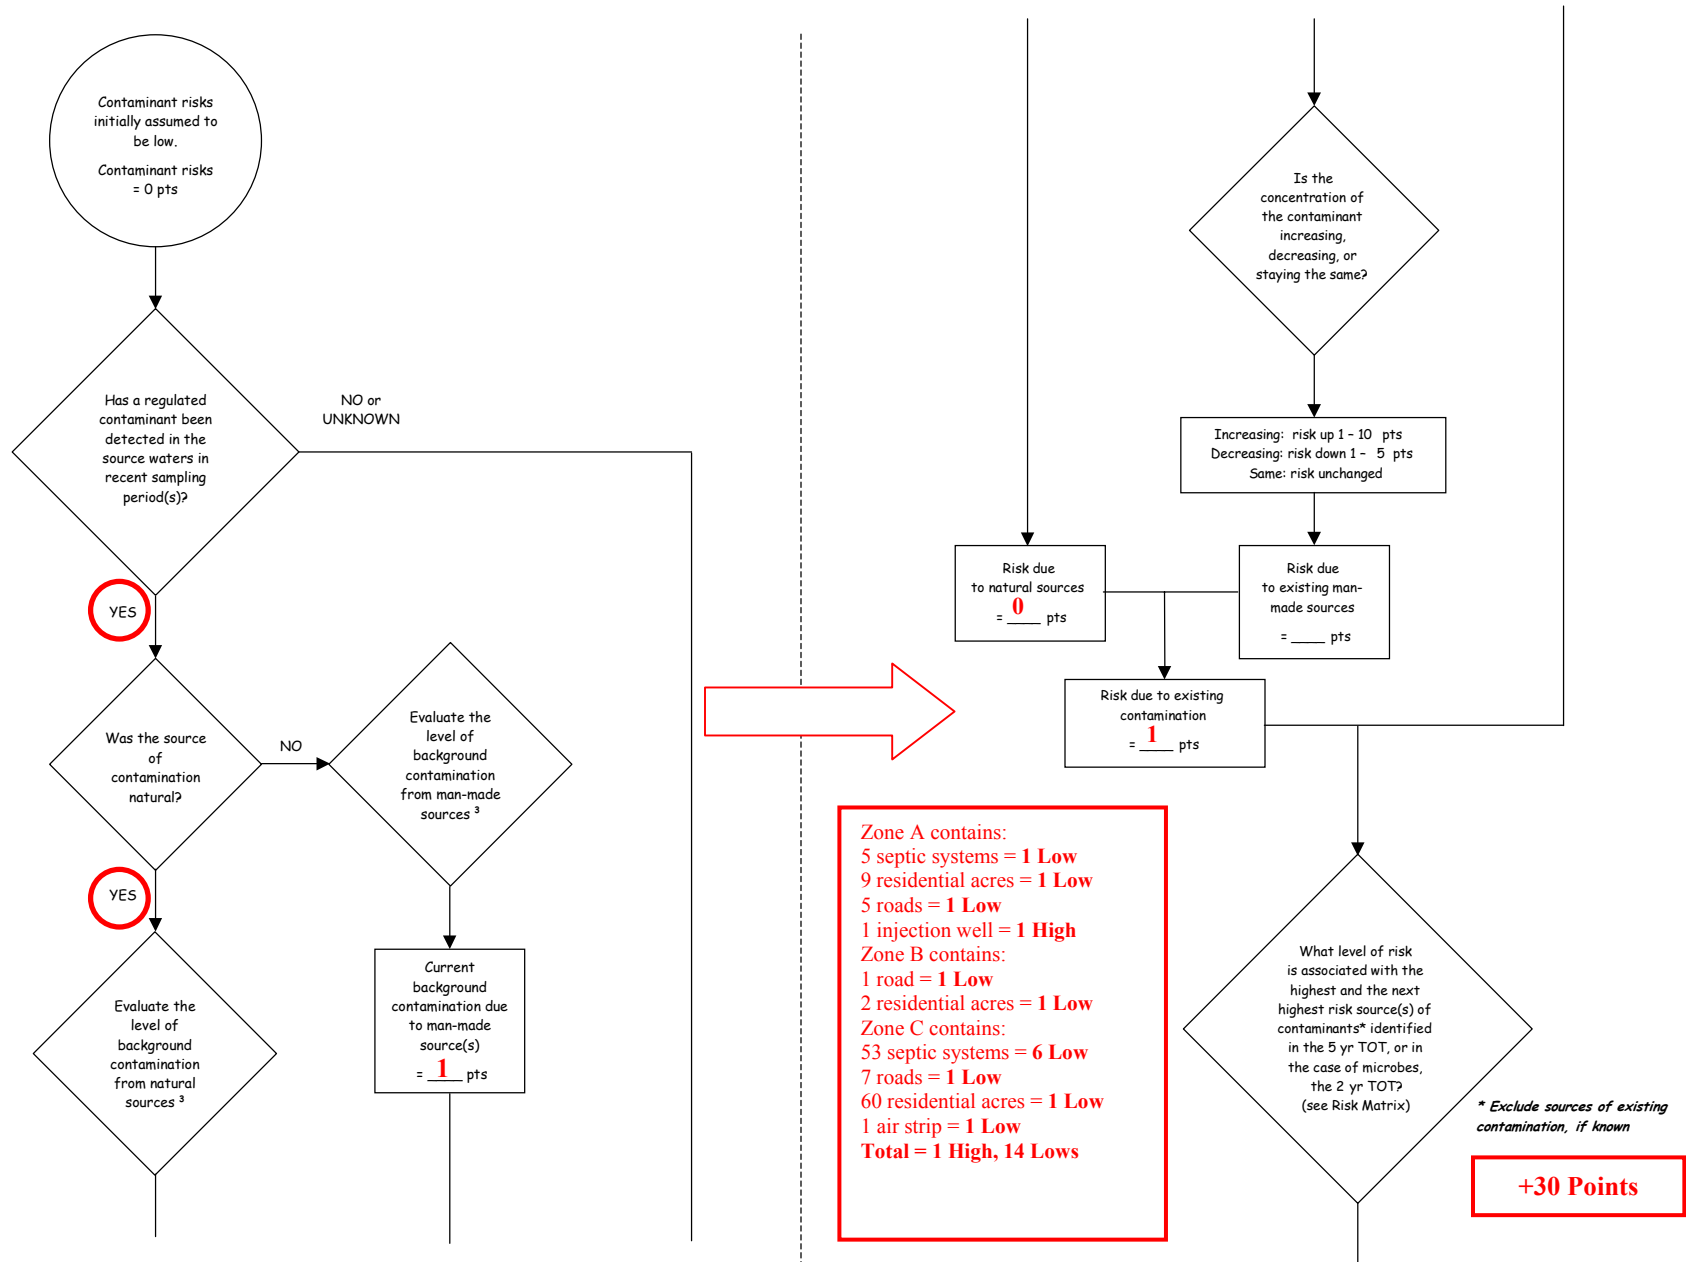 Contaminant risks
initially assumed to
be low.
Contaminant risks
= 0 pts
Has a regulated
contaminant been
detected in the
source waters in
recent sampling
period(s)?
NO or
UNKNOWN
YES
Was the source
of
contamination
natural?
NO
Evaluate the
level of
background
contamination
from man-made
sources ³
YES
Evaluate the
level of
background
contamination
from natural
sources ³
Current
background
contamination due
to man-made
source(s)
= 1 pts
Is the
concentration of
the contaminant
increasing,
decreasing, or
staying the same?
Increasing: risk up 1 – 10 pts
Decreasing: risk down 1 – 5 pts
Same: risk unchanged
Risk due
to natural sources
= 0 pts
Risk due
to existing man-
made sources
= ____ pts
Risk due to existing
contamination
= 1 pts
Zone A contains:
5 septic systems = 1 Low
9 residential acres = 1 Low
5 roads = 1 Low
1 injection well = 1 High
Zone B contains:
1 road = 1 Low
2 residential acres = 1 Low
Zone C contains:
53 septic systems = 6 Low
7 roads = 1 Low
60 residential acres = 1 Low
1 air strip = 1 Low
Total = 1 High, 14 Lows
What level of risk
is associated with the
highest and the next
highest risk source(s) of
contaminants* identified
in the 5 yr TOT, or in
the case of microbes,
the 2 yr TOT?
(see Risk Matrix)
* Exclude sources of existing
contamination, if known
+30 Points